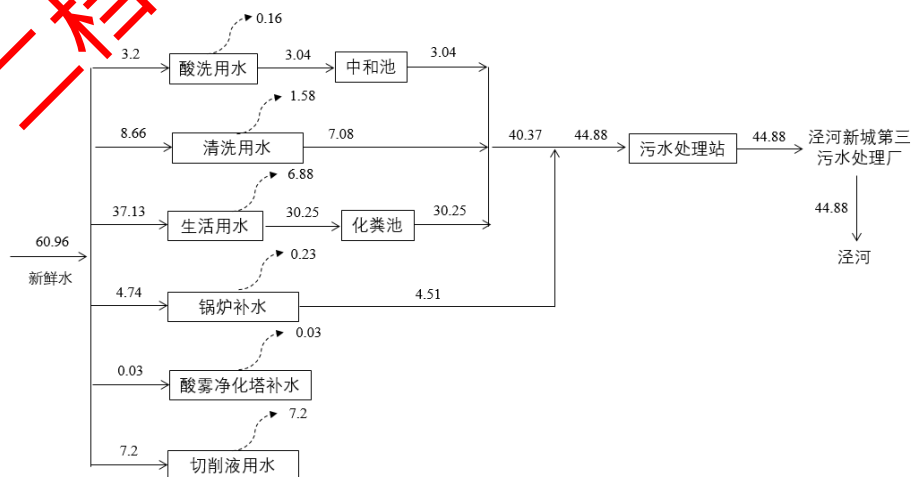 二档
0.16
3.2
酸洗用水
3.04
中和池
3.04
1.58
8.66
清洗用水
7.08
40.37
44.88
污水处理站
44.88
泾河新城第三
污水处理厂
6.88
37.13
生活用水
30.25
化粪池
30.25
44.88
泾河
60.96
新鲜水
0.23
4.74
锅炉补水
4.51
0.03
0.03
酸雾净化塔补水
7.2
7.2
切削液用水